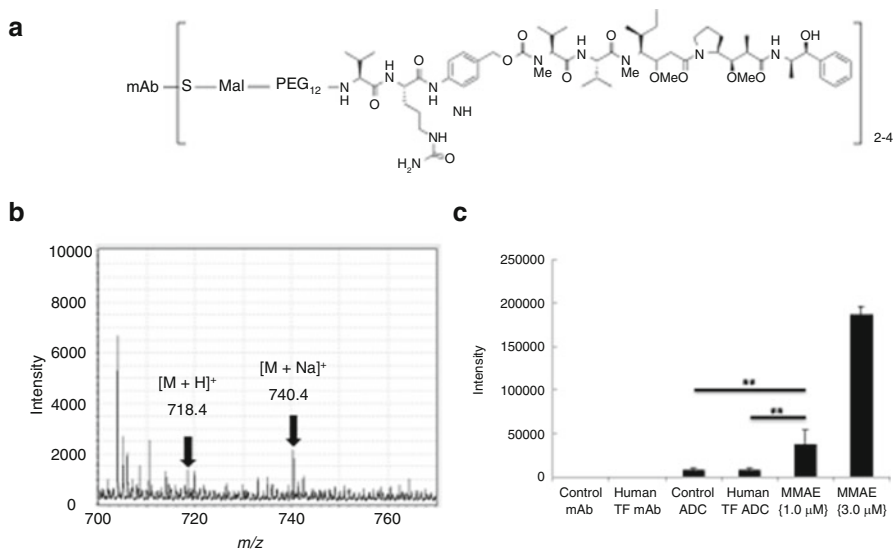 a
mAb
S
Mal
PEG12
N
H
O
H
N
O
N
H
NH
NH
H2N
O
O
O
N
Me
O
H
N
O
N
Me
OMe
O
N
OMe
O
H
N
OH
2-4
b
10000
8000
6000
4000
2000
0
Intensity
[M + H]+
718.4
[M + Na]+
740.4
700
720
740
760
m/z
c
250000
200000
150000
100000
50000
0
Intensity
**
**
Control
mAb
Human
TF mAb
Control
ADC
Human
TF ADC
MMAE
{1.0 μM}
MMAE
{3.0 μM}